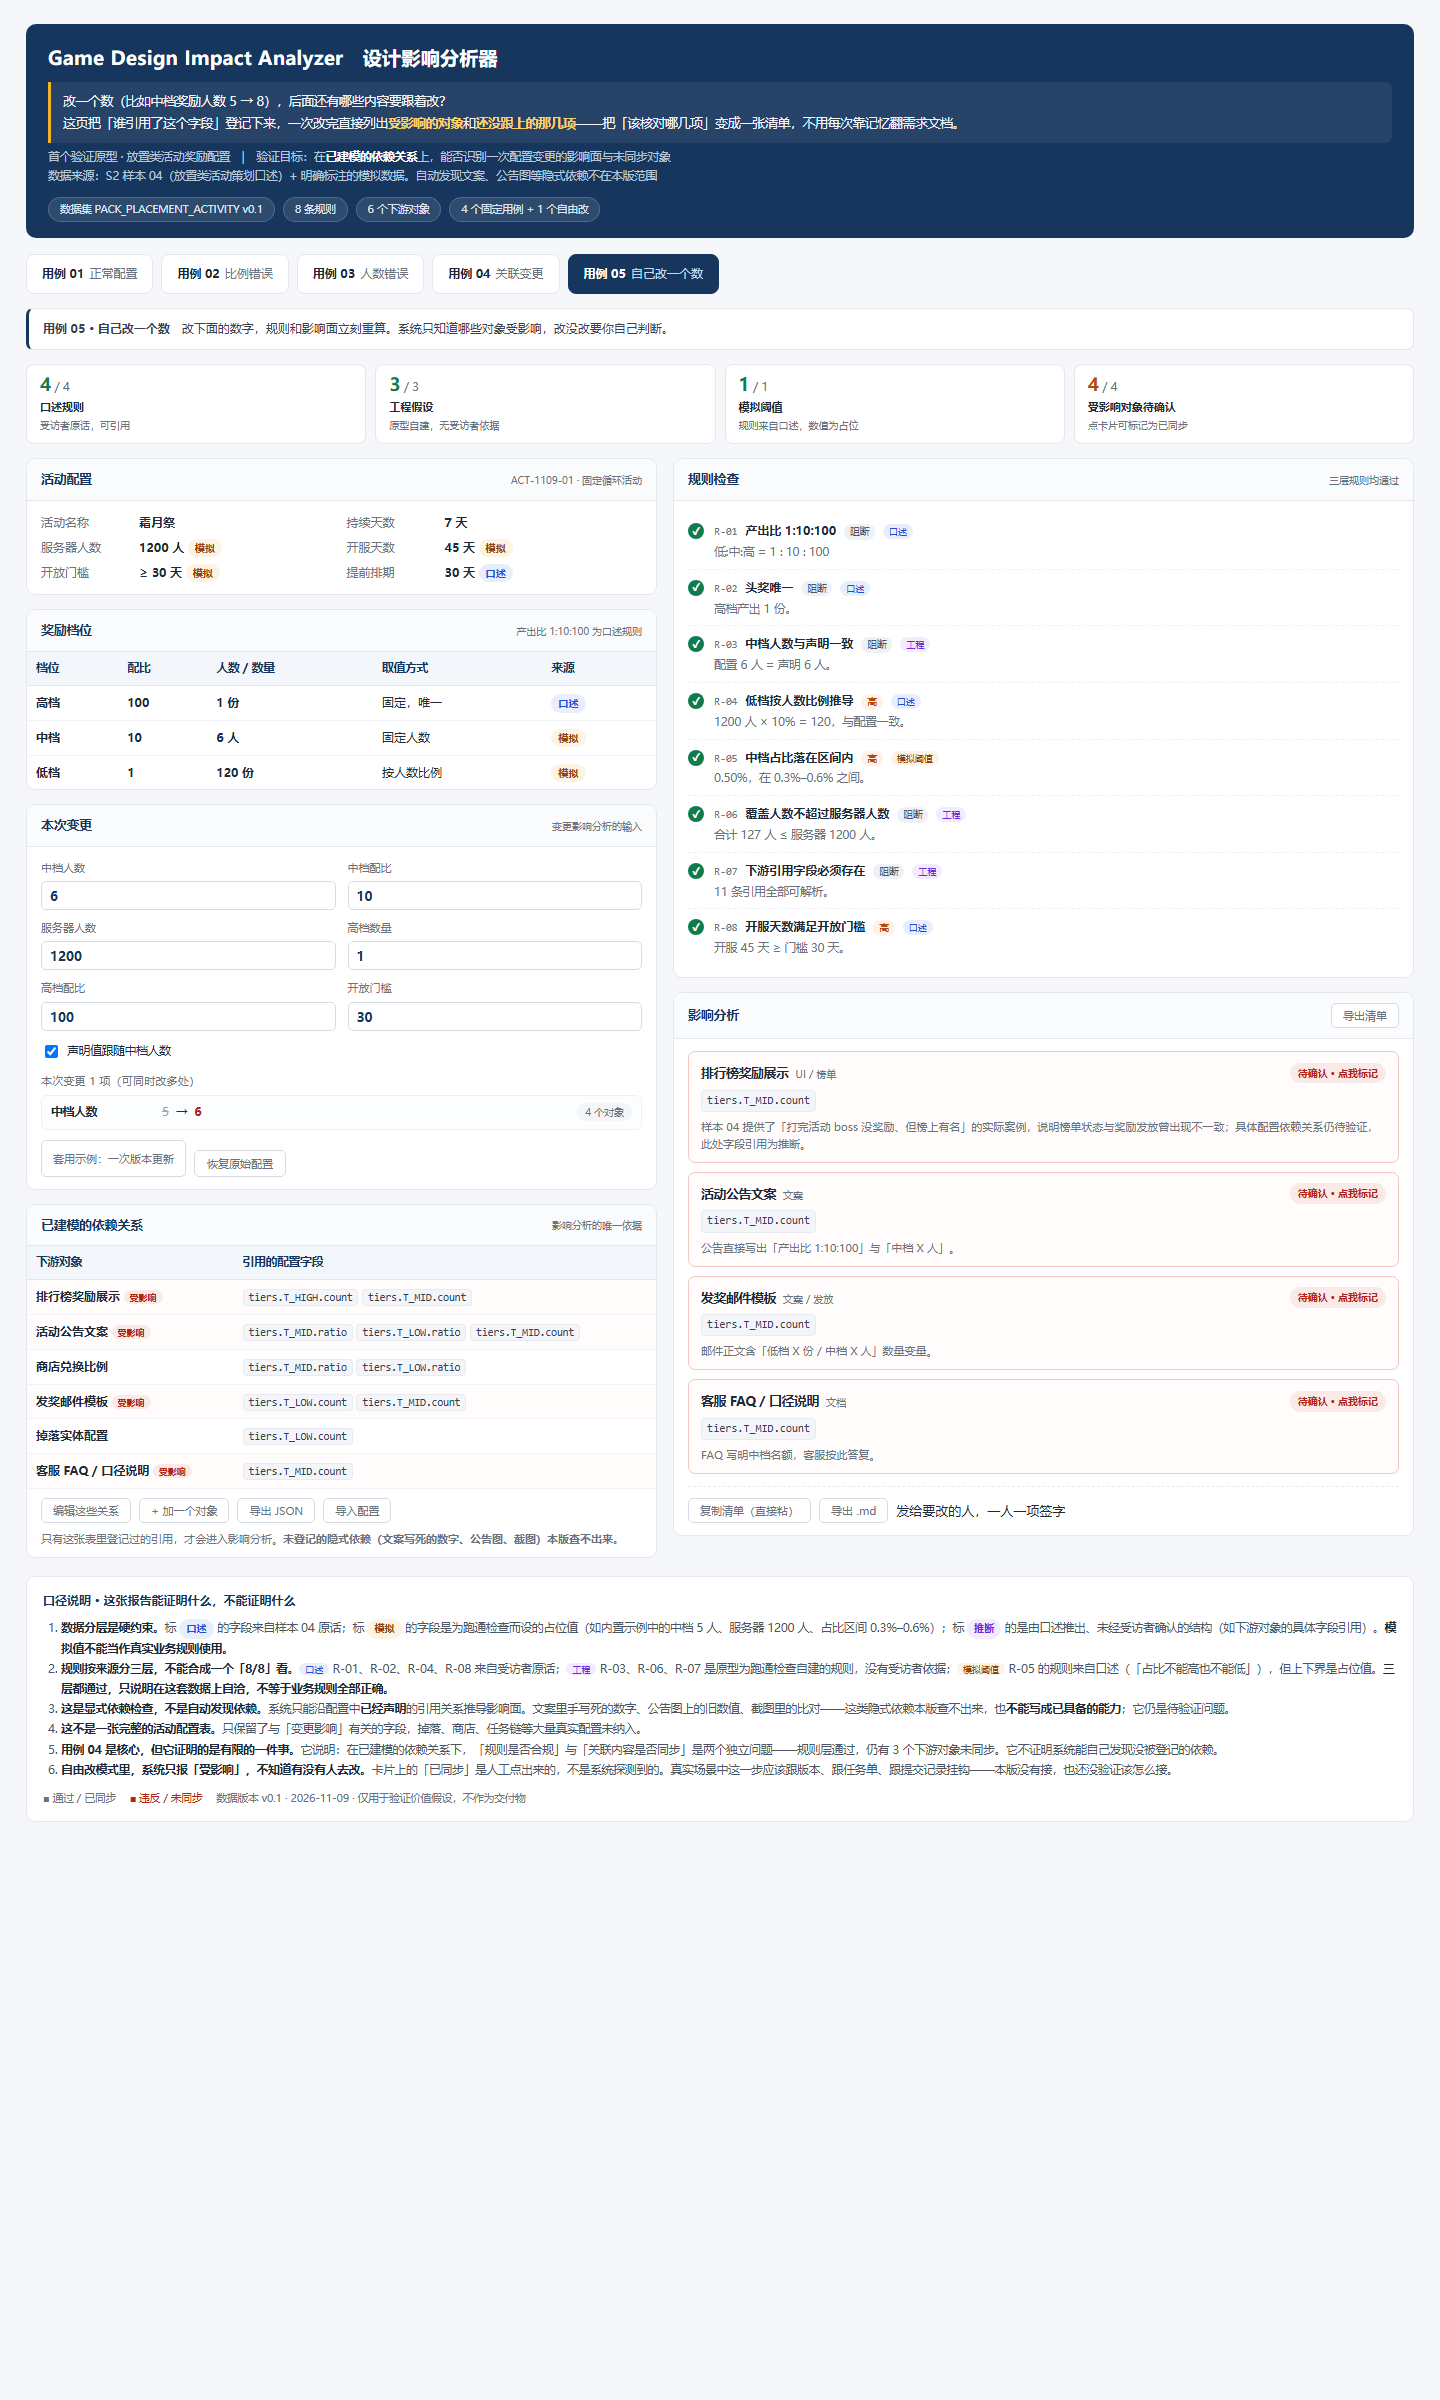 Game Design Impact Analyzer 设计影响分析器
改一个数（比如中档奖励人数 5 → 8），后面还有哪些内容要跟着改？
这页把「谁引用了这个字段」登记下来，一次改完直接列出受影响的对象和还没跟上的那几项——把「该核对哪几项」变成一张清单，不用每次靠记忆翻需求文档。
首个验证原型 · 放置类活动奖励配置 | 验证目标：在已建模的依赖关系上，能否识别一次配置变更的影响面与未同步对象
数据来源：S2 样本 04（放置类活动策划口述）+ 明确标注的模拟数据。自动发现文案、公告图等隐式依赖不在本版范围
数据集 PACK_PLACEMENT_ACTIVITY v0.1 8 条规则 6 个下游对象 4 个固定用例 + 1 个自由改
用例 01 正常配置 用例 02 比例错误 用例 03 人数错误 用例 04 关联变更 用例 05 自己改一个数
用例 05 • 自己改一个数 改下面的数字，规则和影响面立刻重算。系统只知道哪些对象受影响，改没改要你自己判断。
4 / 4
口述规则
受访者原话，可引用
3 / 3
工程假设
原型自建，无受访者依据
1 / 1
模拟阈值
规则来自口述，数值为占位
4 / 4
受影响对象待确认
点卡片可标记为已同步
活动配置 ACT-1109-01 · 固定循环活动
活动名称 霜月祭 持续天数 7 天
服务器人数 1200 人 模拟 开服天数 45 天 模拟
开放门槛 ≥ 30 天 模拟 提前排期 30 天 口述
奖励档位 产出比 1:10:100 为口述规则
档位 配比 人数 / 数量 取值方式 来源
高档 100 1 份 固定，唯一 口述
中档 10 6 人 固定人数 模拟
低档 1 120 份 按人数比例 模拟
本次变更 变更影响分析的输入
中档人数 中档配比
6 10
服务器人数 高档数量
1200 1
高档配比 开放门槛
100 30
声明值跟随中档人数
本次变更 1 项（可同时改多处）
中档人数 5 → 6 4 个对象
套用示例：一次版本更新 恢复原始配置
已建模的依赖关系 影响分析的唯一依据
下游对象 引用的配置字段
排行榜奖励展示 受影响 tiers.T_HIGH.count tiers.T_MID.count
活动公告文案 受影响 tiers.T_MID.ratio tiers.T_LOW.ratio tiers.T_MID.count
商店兑换比例 tiers.T_MID.ratio tiers.T_LOW.ratio
发奖邮件模板 受影响 tiers.T_LOW.count tiers.T_MID.count
掉落实体配置 tiers.T_LOW.count
客服 FAQ / 口径说明 受影响 tiers.T_MID.count
编辑这些关系 + 加一个对象 导出 JSON 导入配置
只有这张表里登记过的引用，才会进入影响分析。未登记的隐式依赖（文案写死的数字、公告图、截图）本版查不出来。
规则检查 三层规则均通过
R-01 产出比 1:10:100 阻断 口述
低:中:高 = 1 : 10 : 100
R-02 头奖唯一 阻断 口述
高档产出 1 份。
R-03 中档人数与声明一致 阻断 工程
配置 6 人 = 声明 6 人。
R-04 低档按人数比例推导 高 口述
1200 人 × 10% = 120，与配置一致。
R-05 中档占比落在区间内 高 模拟阈值
0.50%，在 0.3%–0.6% 之间。
R-06 覆盖人数不超过服务器人数 阻断 工程
合计 127 人 ≤ 服务器 1200 人。
R-07 下游引用字段必须存在 阻断 工程
11 条引用全部可解析。
R-08 开服天数满足开放门槛 高 口述
开服 45 天 ≥ 门槛 30 天。
影响分析 导出清单
排行榜奖励展示 UI / 榜单 待确认 • 点我标记
tiers.T_MID.count
样本 04 提供了「打完活动 boss 没奖励、但榜上有名」的实际案例，说明榜单状态与奖励发放曾出现不一致；具体配置依赖关系仍待验证，
此处字段引用为推断。
活动公告文案 文案 待确认 • 点我标记
tiers.T_MID.count
公告直接写出「产出比 1:10:100」与「中档 X 人」。
发奖邮件模板 文案 / 发放 待确认 • 点我标记
tiers.T_MID.count
邮件正文含「低档 X 份 / 中档 X 人」数量变量。
客服 FAQ / 口径说明 文档 待确认 • 点我标记
tiers.T_MID.count
FAQ 写明中档名额，客服按此答复。
复制清单（直接粘） 导出 .md 发给要改的人，一人一项签字
口径说明 • 这张报告能证明什么，不能证明什么
1. 数据分层是硬约束。标 口述 的字段来自样本 04 原话；标 模拟 的字段是为跑通检查而设的占位值（如内置示例中的中档 5 人、服务器 1200 人、占比区间 0.3%–0.6%）；标 推断 的是由口述推出、未经受访者确认的结构（如下游对象的具体字段引用）。模
拟值不能当作真实业务规则使用。
2. 规则按来源分三层，不能合成一个「8/8」看。 口述 R-01、R-02、R-04、R-08 来自受访者原话； 工程 R-03、R-06、R-07 是原型为跑通检查自建的规则，没有受访者依据； 模拟阈值 R-05 的规则来自口述（「占比不能高也不能低」），但上下界是占位值。三
层都通过，只说明在这套数据上自洽，不等于业务规则全部正确。
3. 这是显式依赖检查，不是自动发现依赖。系统只能沿配置中已经声明的引用关系推导影响面。文案里手写死的数字、公告图上的旧数值、截图里的比对——这类隐式依赖本版查不出来，也不能写成已具备的能力；它仍是待验证问题。
4. 这不是一张完整的活动配置表。只保留了与「变更影响」有关的字段，掉落、商店、任务链等大量真实配置未纳入。
5. 用例 04 是核心，但它证明的是有限的一件事。它说明：在已建模的依赖关系下，「规则是否合规」与「关联内容是否同步」是两个独立问题——规则层通过，仍有 3 个下游对象未同步。它不证明系统能自己发现没被登记的依赖。
6. 自由改模式里，系统只报「受影响」，不知道有没有人去改。卡片上的「已同步」是人工点出来的，不是系统探测到的。真实场景中这一步应该跟版本、跟任务单、跟提交记录挂钩——本版没有接，也还没验证该怎么接。
■ 通过 / 已同步 ■ 违反 / 未同步 数据版本 v0.1 · 2026-11-09 · 仅用于验证价值假设，不作为交付物